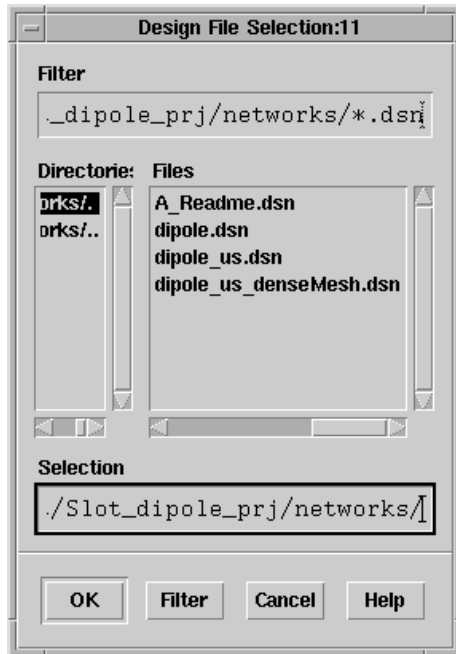 Design File Selection:11
Filter
._dipole_prj/networks/*.dsn
Directories
Files
orks/.
orks/..
A_Readme.dsn
dipole.dsn
dipole_us.dsn
dipole_us_denseMesh.dsn
Selection
./Slot_dipole_prj/networks/
OK
Filter
Cancel
Help